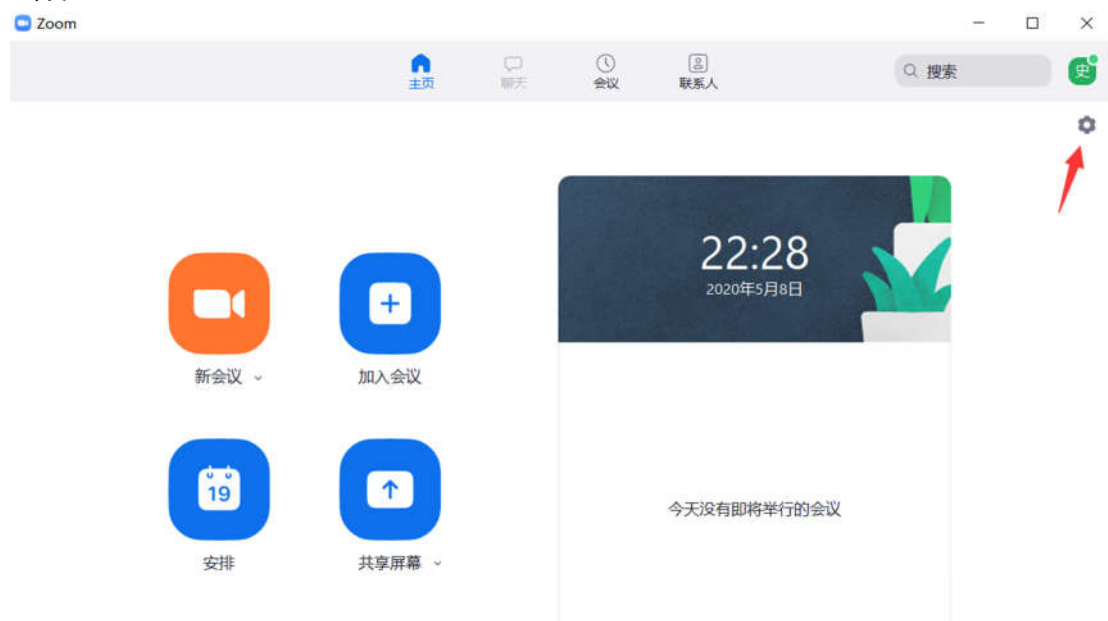 Zoom
主页
聊天
会议
联系人
搜索
史
22:28
2020年5月8日
新会议
加入会议
19
安排
共享屏幕
今天没有即将举行的会议